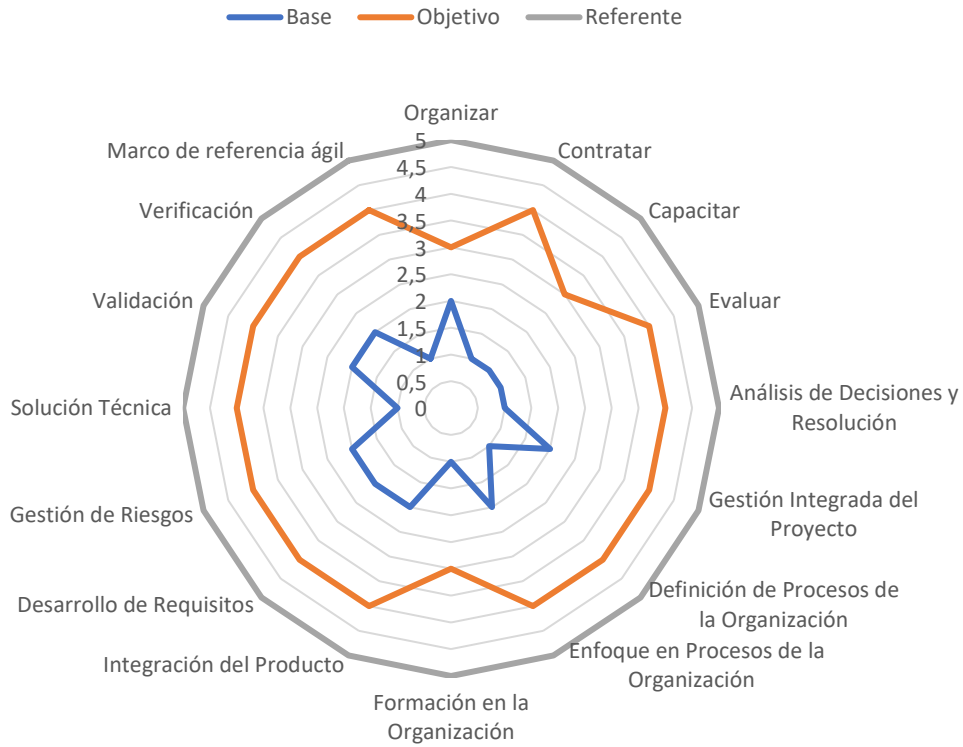 Base Objetivo Referente
Organizar
Contratar
Capacitar
Evaluar
Análisis de Decisiones y
Resolución
Gestión Integrada del
Proyecto
Definición de Procesos de
la Organización
Enfoque en Procesos de la
Organización
Formación en la
Organización
Integración del Producto
Desarrollo de Requisitos
Gestión de Riesgos
Solución Técnica
Validación
Verificación
Marco de referencia ágil
5
4,5
4
3,5
3
2,5
2
1,5
1
0,5
0